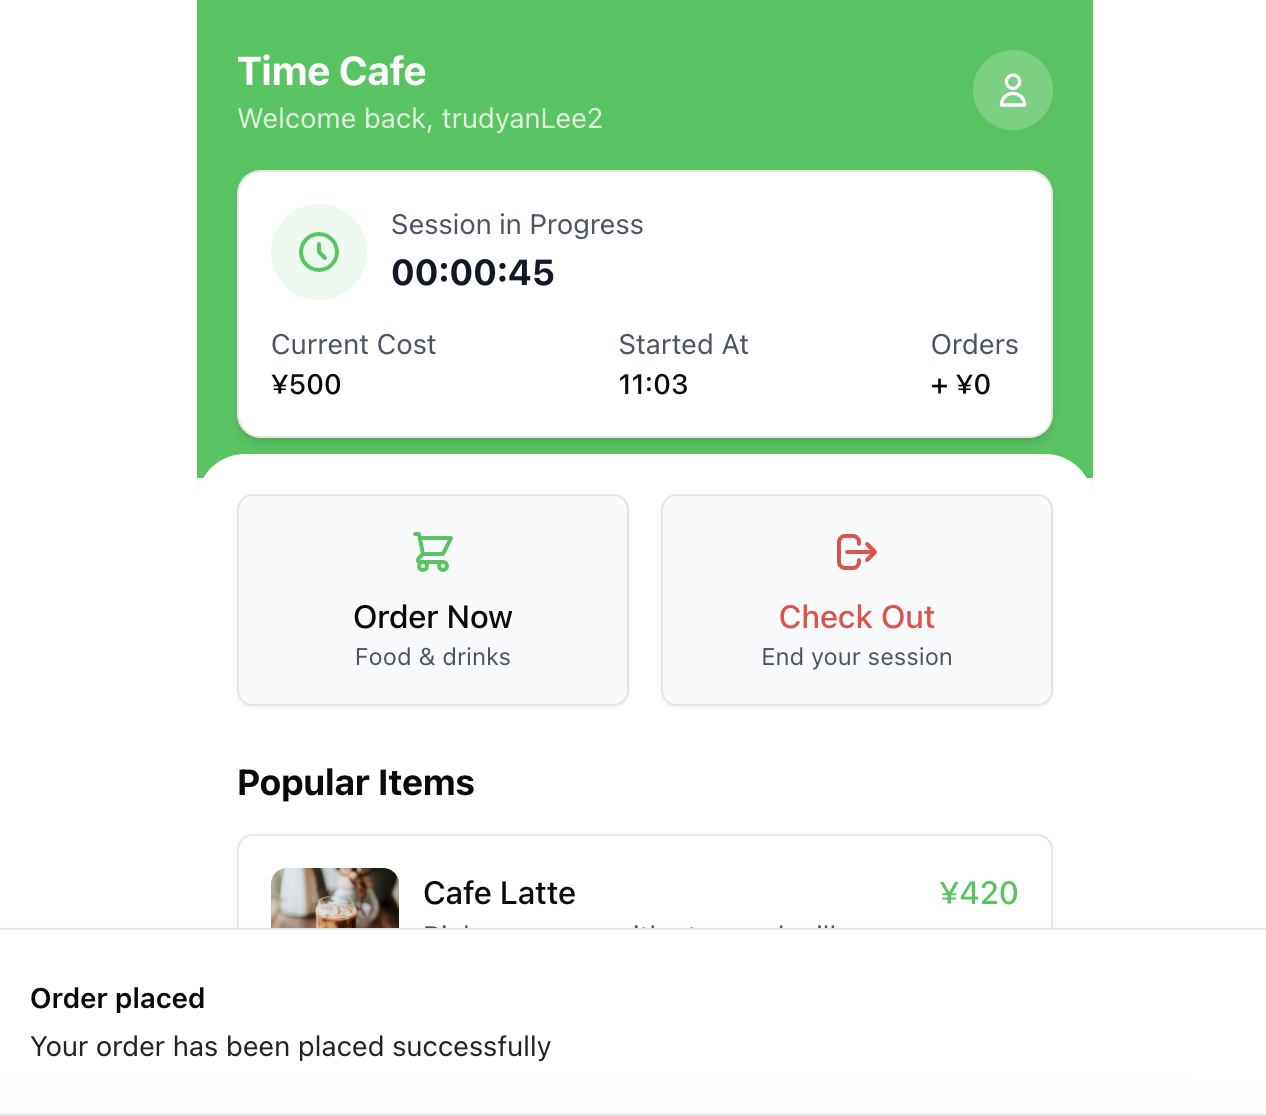 Time Cafe
Welcome back, trudyanLee2
Session in Progress
00:00:45
Current Cost
Started At
Orders
¥500
11:03
+ ¥0
Order Now
Food & drinks
Check Out
End your session
Popular Items
Cafe Latte
¥420
Order placed
Your order has been placed successfully